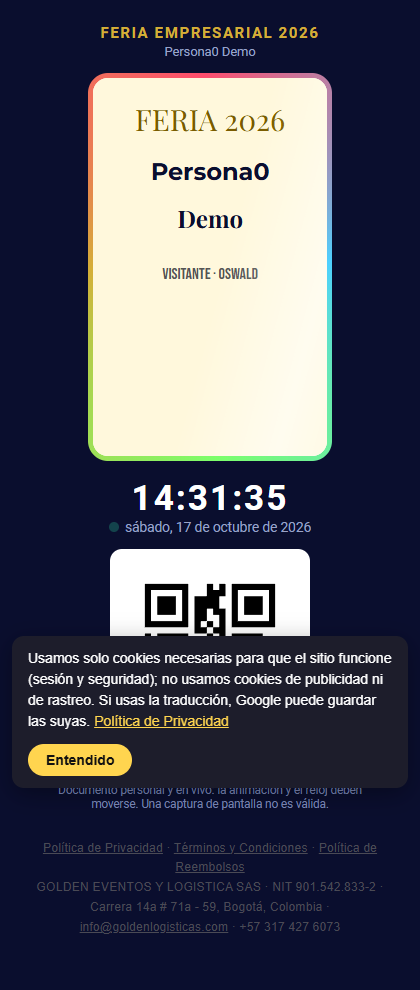 FERIA EMPRESARIAL 2026
Persona0 Demo
FERIA 2026
Persona0
Demo
VISITANTE · OSWALD
14:31:35
sábado, 17 de octubre de 2026
Usamos solo cookies necesarias para que el sitio funcione
(sesión y seguridad); no usamos cookies de publicidad ni
de rastreo. Si usas la traducción, Google puede guardar
las suyas. Política de Privacidad
Entendido
Documento personal y en vivo: la animación y el reloj deben
moverse. Una captura de pantalla no es válida.
Política de Privacidad · Términos y Condiciones · Política de
Reembolsos
GOLDEN EVENTOS Y LOGISTICA SAS · NIT 901.542.833-2 ·
Carrera 14a # 71a - 59, Bogotá, Colombia ·
info@goldenlogisticas.com · +57 317 427 6073